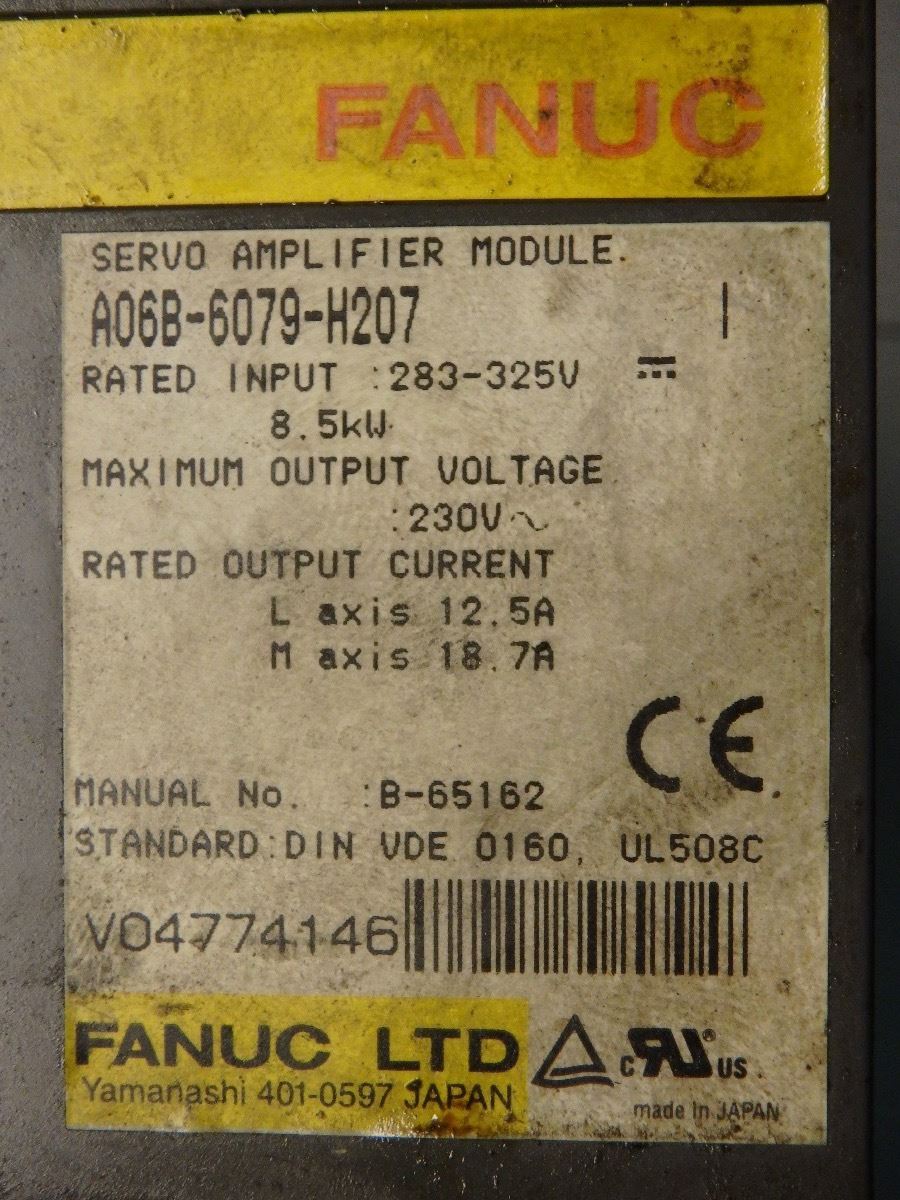 FANUC
SERVO AMPLIFIER MODULE.
A06B-6079-H207
RATED INPUT :283-325V ⎓
8.5kW
MAXIMUM OUTPUT VOLTAGE
:230V~
RATED OUTPUT CURRENT
L axis 12.5A
M axis 18.7A
CE
MANUAL No. :B-65162
STANDARD:DIN VDE 0160, UL508C
V04774146
FANUC LTD
Yamanashi 401-0597 JAPAN
c RU® US
made in JAPAN